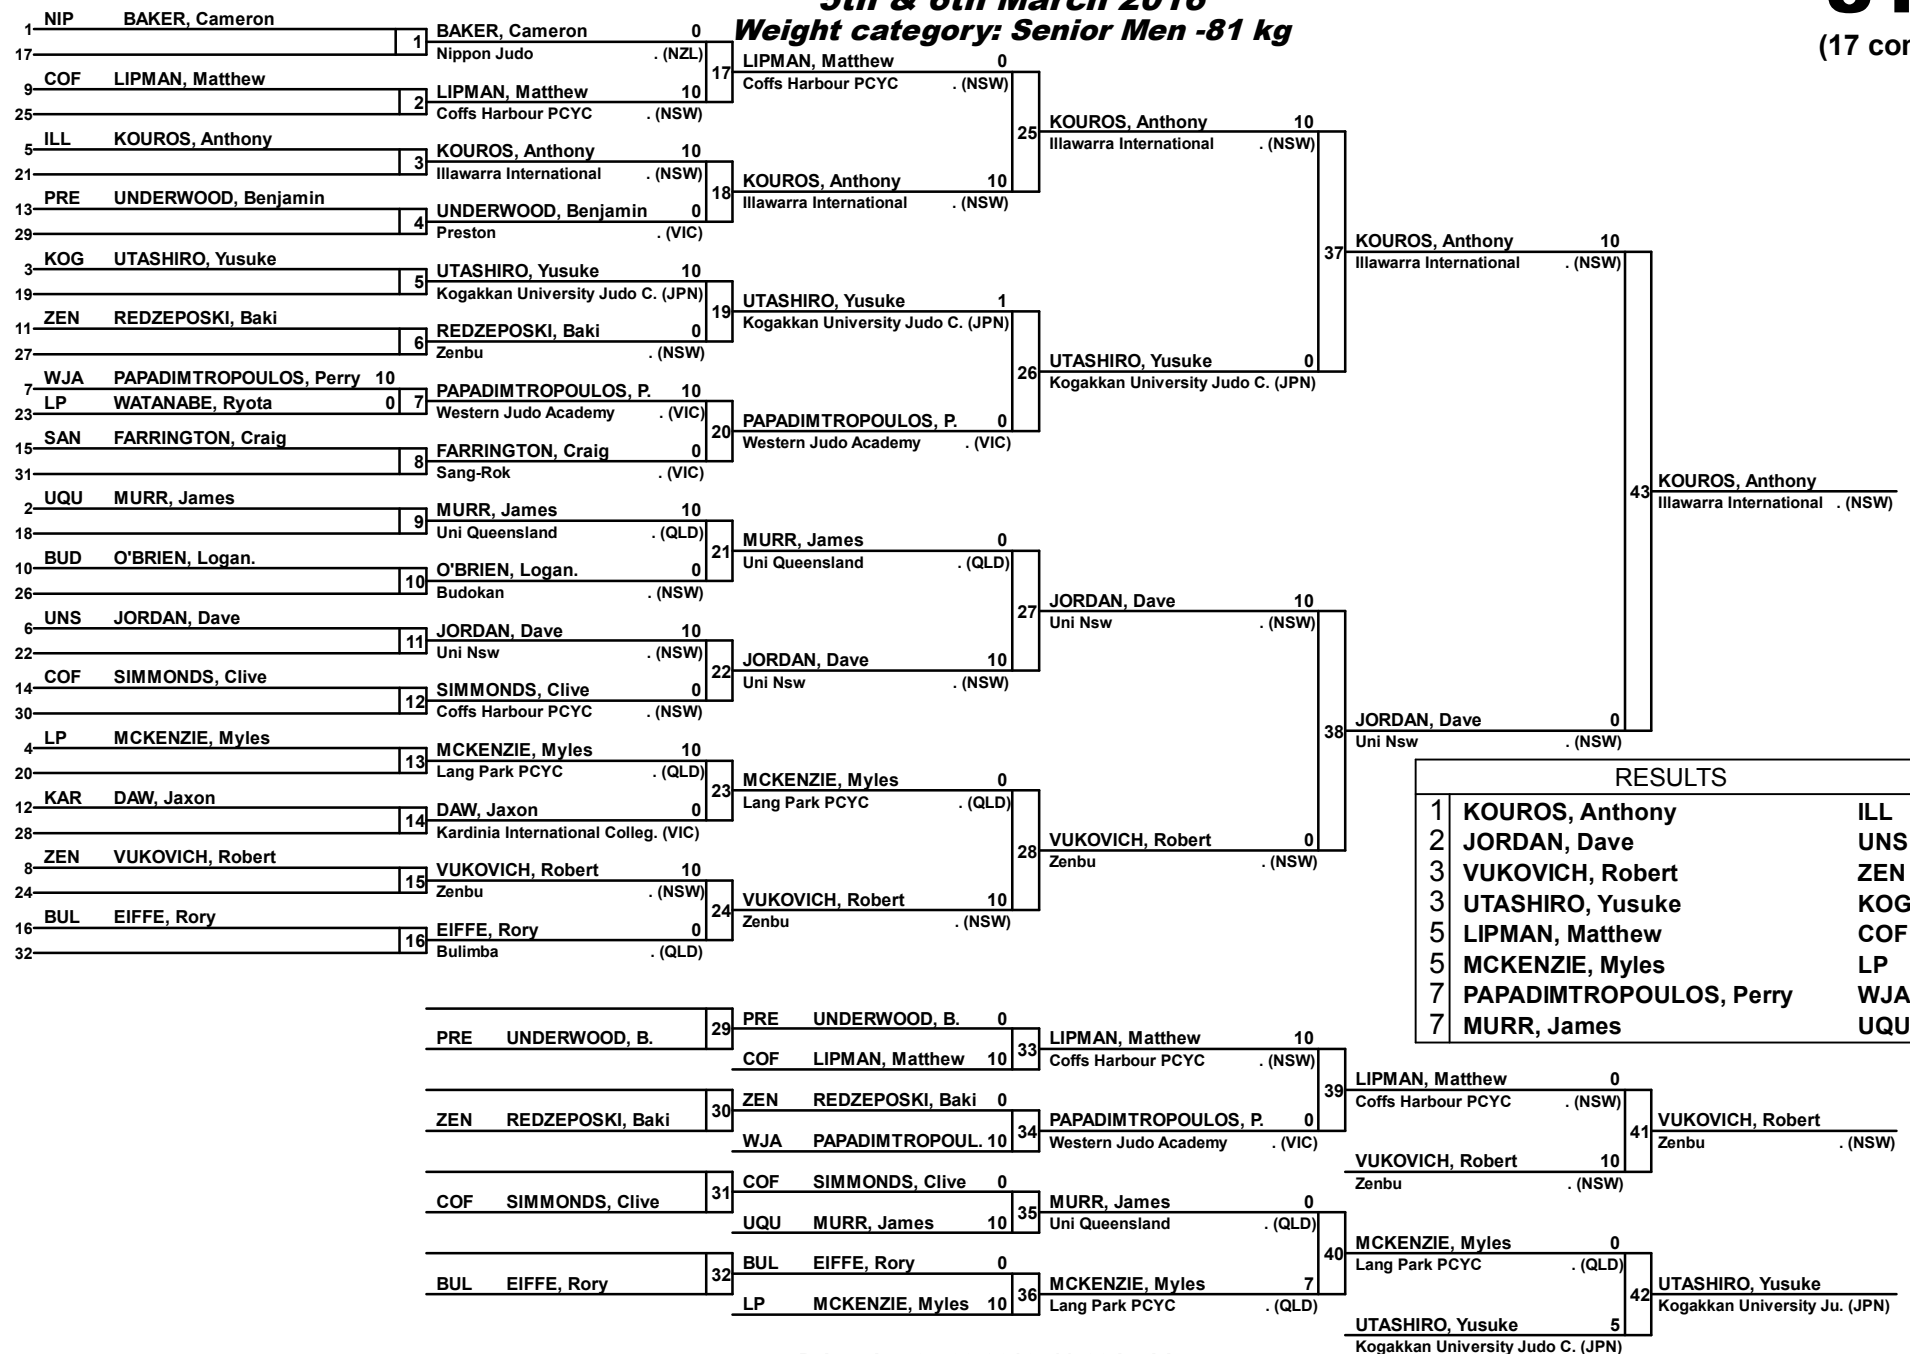 5th & 6th March 2016
Weight category: Senior Men -81 kg
(17
1 NIP BAKER, Cameron
17
1
9 COF LIPMAN, Matthew
25
2
5 ILL KOUROS, Anthony
21
3
13 PRE UNDERWOOD, Benjamin
29
4
3 KOG UTASHIRO, Yusuke
19
5
11 ZEN REDZEPOSKI, Baki
27
6
7 WJA PAPADIMTROPOULOS, Perry 10
23 LP WATANABE, Ryota 0
7
15 SAN FARRINGTON, Craig
31
8
2 UQU MURR, James
18
9
10 BUD O'BRIEN, Logan.
26
10
6 UNS JORDAN, Dave
22
11
14 COF SIMMONDS, Clive
30
12
4 LP MCKENZIE, Myles
20
13
12 KAR DAW, Jaxon
28
14
8 ZEN VUKOVICH, Robert
24
15
16 BUL EIFFE, Rory
32
16
BAKER, Cameron 0
Nippon Judo . (NZL)
17
LIPMAN, Matthew 10
Coffs Harbour PCYC . (NSW)
KOUROS, Anthony 10
Illawarra International . (NSW)
18
UNDERWOOD, Benjamin 0
Preston . (VIC)
UTASHIRO, Yusuke 10
Kogakkan University Judo C. (JPN)
19
REDZEPOSKI, Baki 0
Zenbu . (NSW)
PAPADIMTROPOULOS, P. 10
Western Judo Academy . (VIC)
20
FARRINGTON, Craig 0
Sang-Rok . (VIC)
MURR, James 10
Uni Queensland . (QLD)
21
O'BRIEN, Logan. 0
Budokan . (NSW)
JORDAN, Dave 10
Uni Nsw . (NSW)
22
SIMMONDS, Clive 0
Coffs Harbour PCYC . (NSW)
MCKENZIE, Myles 10
Lang Park PCYC . (QLD)
23
DAW, Jaxon 0
Kardinia International Colleg. (VIC)
VUKOVICH, Robert 10
Zenbu . (NSW)
24
EIFFE, Rory 0
Bulimba . (QLD)
LIPMAN, Matthew 0
Coffs Harbour PCYC . (NSW)
25
KOUROS, Anthony 10
Illawarra International . (NSW)
UTASHIRO, Yusuke 1
Kogakkan University Judo C. (JPN)
26
PAPADIMTROPOULOS, P. 0
Western Judo Academy . (VIC)
MURR, James 0
Uni Queensland . (QLD)
27
JORDAN, Dave 10
Uni Nsw . (NSW)
MCKENZIE, Myles 0
Lang Park PCYC . (QLD)
28
VUKOVICH, Robert 10
Zenbu . (NSW)
KOUROS, Anthony 10
Illawarra International . (NSW)
37
UTASHIRO, Yusuke 0
Kogakkan University Judo C. (JPN)
JORDAN, Dave 10
Uni Nsw . (NSW)
38
VUKOVICH, Robert 0
Zenbu . (NSW)
KOUROS, Anthony 10
Illawarra International . (NSW)
43
JORDAN, Dave 0
Uni Nsw . (NSW)
KOUROS, Anthony
Illawarra International . (NSW)
RESULTS
1 KOUROS, Anthony ILL
2 JORDAN, Dave UNS
3 VUKOVICH, Robert ZEN
3 UTASHIRO, Yusuke KOG
5 LIPMAN, Matthew COF
5 MCKENZIE, Myles LP
7 PAPADIMTROPOULOS, Perry WJA
7 MURR, James UQU
29
PRE UNDERWOOD, B.
30
ZEN REDZEPOSKI, Baki
31
COF SIMMONDS, Clive
32
BUL EIFFE, Rory
PRE UNDERWOOD, B. 0
33
COF LIPMAN, Matthew 10
ZEN REDZEPOSKI, Baki 0
34
WJA PAPADIMTROPOUL. 10
COF SIMMONDS, Clive 0
35
UQU MURR, James 10
BUL EIFFE, Rory 0
36
LP MCKENZIE, Myles 10
LIPMAN, Matthew 10
Coffs Harbour PCYC . (NSW)
39
PAPADIMTROPOULOS, P. 0
Western Judo Academy . (VIC)
MURR, James 0
Uni Queensland . (QLD)
40
MCKENZIE, Myles 7
Lang Park PCYC . (QLD)
LIPMAN, Matthew 0
Coffs Harbour PCYC . (NSW)
41
VUKOVICH, Robert 10
Zenbu . (NSW)
MCKENZIE, Myles 0
Lang Park PCYC . (QLD)
42
UTASHIRO, Yusuke 5
Kogakkan University Judo C. (JPN)
VUKOVICH, Robert
Zenbu . (NSW)
UTASHIRO, Yusuke
Kogakkan University Ju. (JPN)